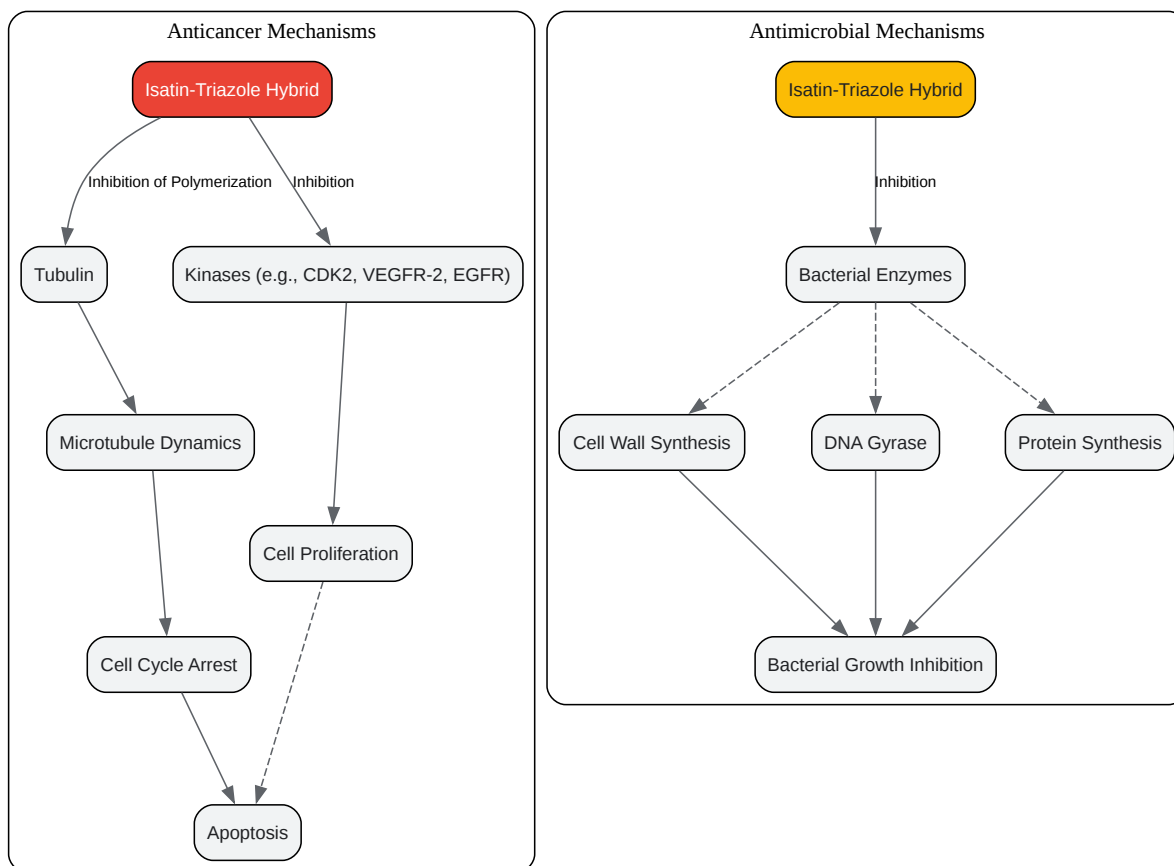 Anticancer Mechanisms
Isatin-Triazole Hybrid
Inhibition of Polymerization
Inhibition
Tubulin
Kinases (e.g., CDK2, VEGFR-2, EGFR)
Microtubule Dynamics
Cell Proliferation
Cell Cycle Arrest
Apoptosis
Antimicrobial Mechanisms
Isatin-Triazole Hybrid
Inhibition
Bacterial Enzymes
Cell Wall Synthesis
DNA Gyrase
Protein Synthesis
Bacterial Growth Inhibition